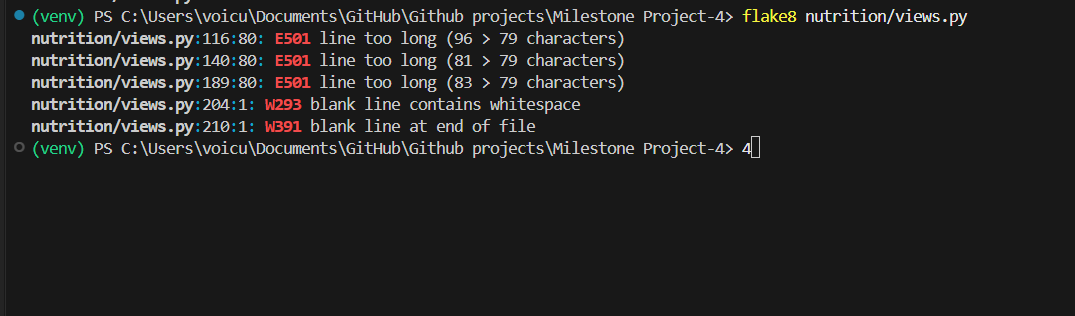 (venv) PS C:\Users\voicu\Documents\GitHub\Github projects\Milestone Project-4> flake8 nutrition/views.py
nutrition/views.py:116:80: E501 line too long (96 > 79 characters)
nutrition/views.py:140:80: E501 line too long (81 > 79 characters)
nutrition/views.py:189:80: E501 line too long (83 > 79 characters)
nutrition/views.py:204:1: W293 blank line contains whitespace
nutrition/views.py:210:1: W391 blank line at end of file
(venv) PS C:\Users\voicu\Documents\GitHub\Github projects\Milestone Project-4> 4